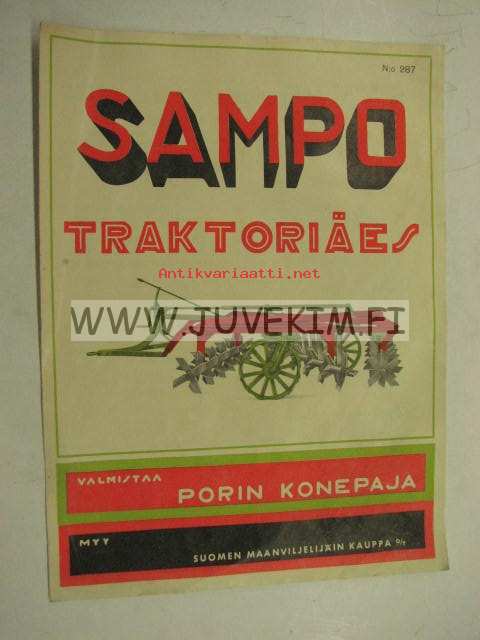 N:o 287
SAMPO
TRAKTORIÄES
Antikvariaatti.net
WWW.JUVEKIM.FI
VALMISTAA
PORIN KONEPAJA
MYY
SUOMEN MAANVILJELIJÄIN KAUPPA O/Y